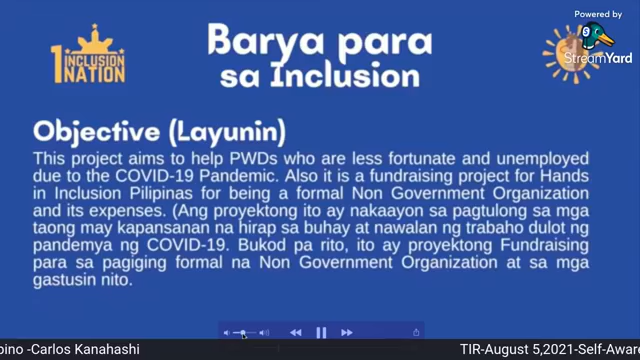 Powered by
StreamYard
1 INCLUSION
NATION
Barya para
sa Inclusion
Objective (Layunin)
This project aims to help PWDs who are less fortunate and unemployed
due to the COVID-19 Pandemic. Also it is a fundraising project for Hands
in Inclusion Pilipinas for being a formal Non Government Organization
and its expenses. (Ang proyektong ito ay nakaayon sa pagtulong sa mga
taong may kapansanan na hirap sa buhay at nawalan ng trabaho dulot ng
pandemya ng COVID-19. Bukod pa rito, ito ay proyektong Fundraising
para sa pagiging formal na Non Government Organization at sa mga
gastusin nito.
pino -Carlos Kanahashi
TIR-August 5,2021-Self-Awar